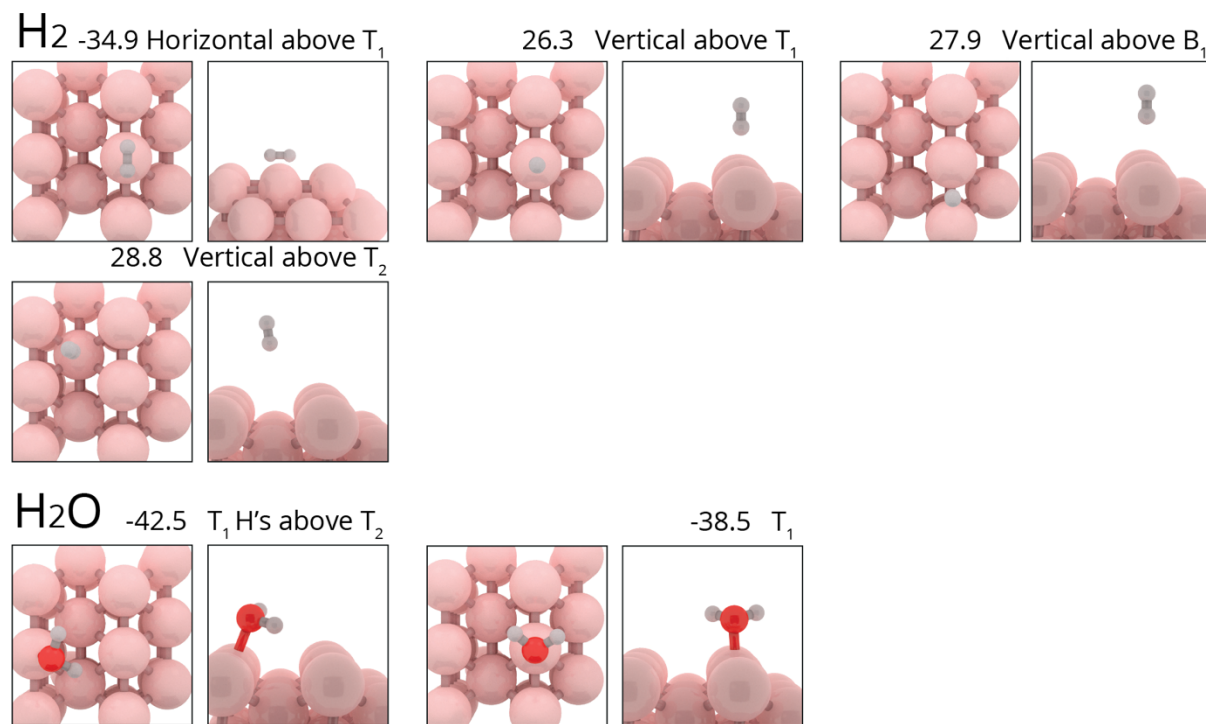 H2 -34.9 Horizontal above T1
26.3 Vertical above T1
27.9 Vertical above B1
28.8 Vertical above T2
H2O -42.5 T1 H's above T2
-38.5 T1